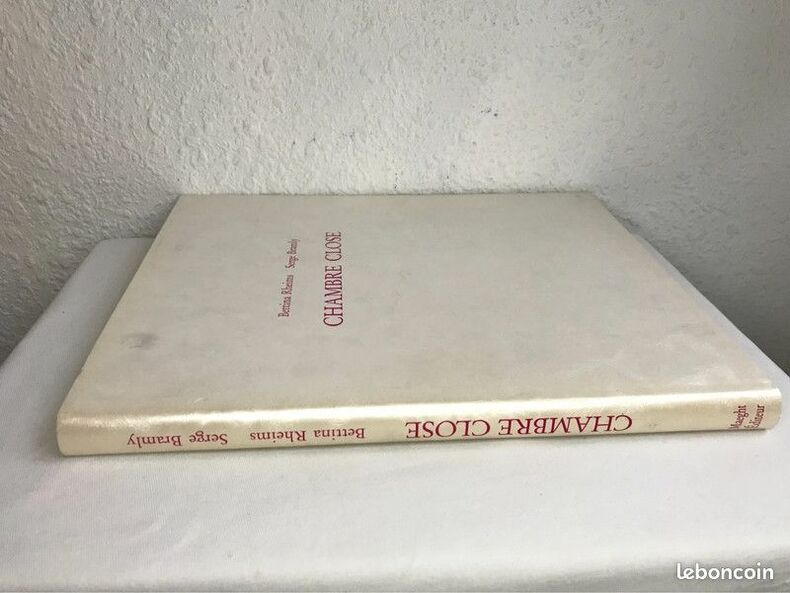 Bettina Rheims Serge Bramly
CHAMBRE CLOSE
Serge Bramly Bettina Rheims CHAMBRE CLOSE
Maeght
Éditeur
leboncoin